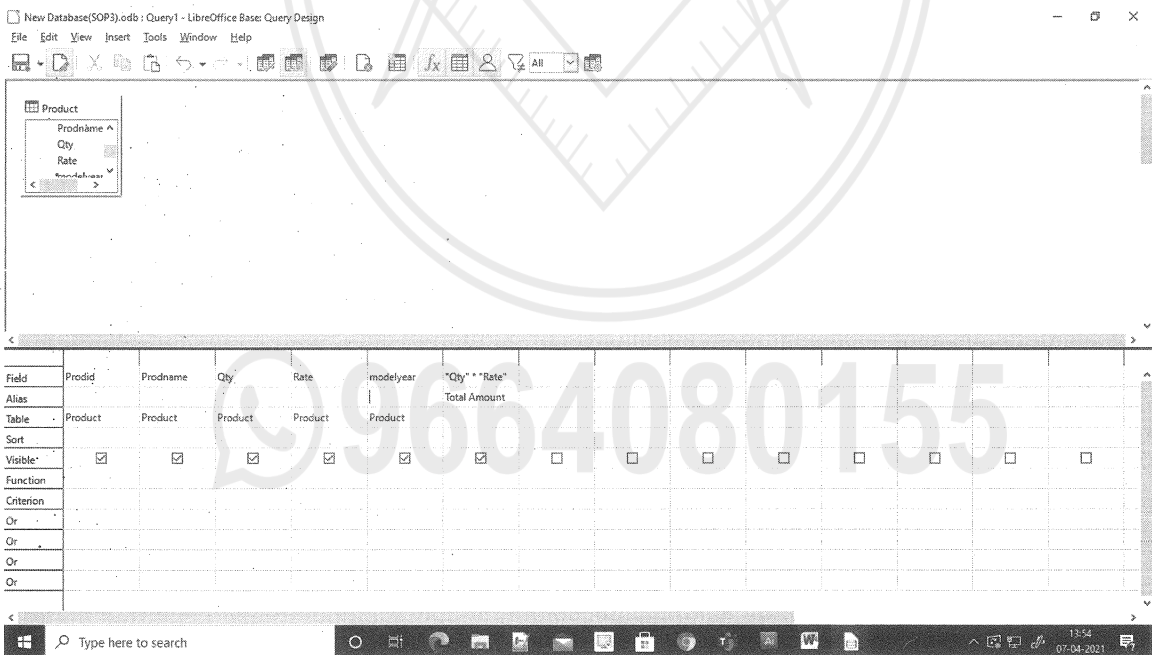 New Database(SOP3).odb : Query1 - LibreOffice Base: Query Design
File Edit View Insert Tools Window Help
All
Product
Prodname
Qty
Rate
modelyear
Field Prodid Prodname Qty Rate modelyear "Qty" * "Rate"
Alias Total Amount
Table Product Product Product Product Product
Sort
Visible
Function
Criterion
Or
Or
Or
Or
9664080155
Type here to search
13:54
07-04-2021